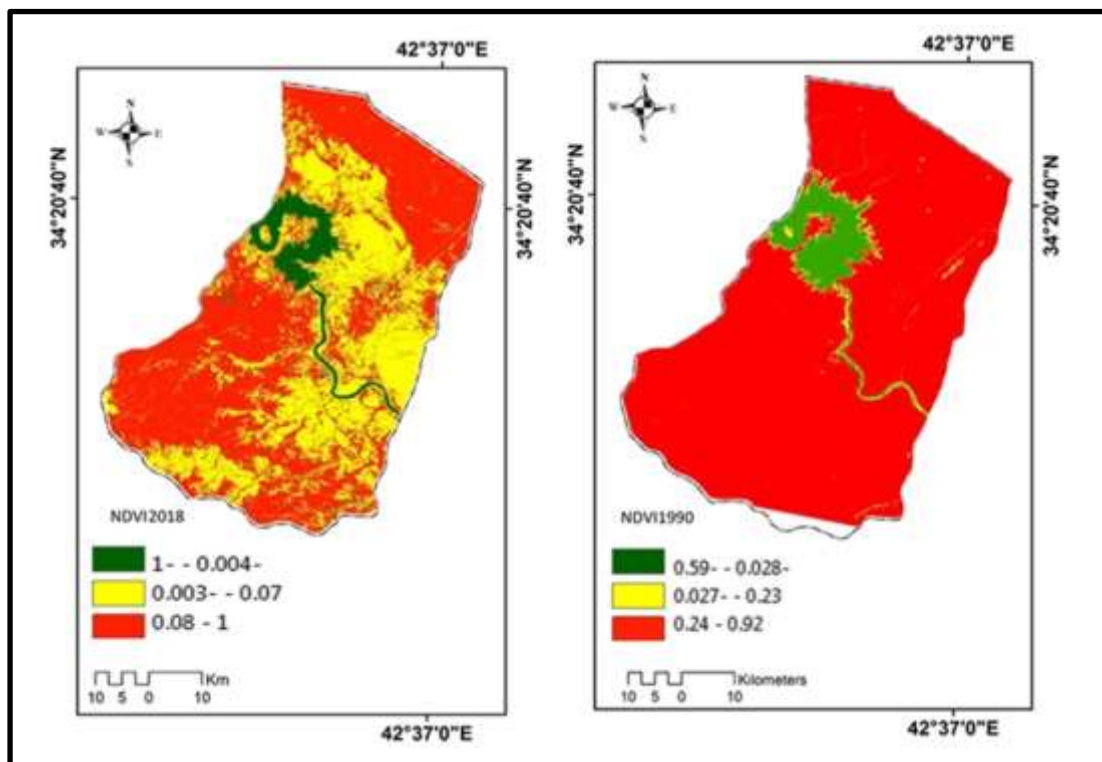 42°37'0"E
N
W E
S
34°20'40"N
34°20'40"N
NDVI2018
1- - 0.004-
0.003- - 0.07
0.08 - 1
Km
10 5 0 10
42°37'0"E
42°37'0"E
N
W E
S
34°20'40"N
34°20'40"N
NDVI1990
0.59- - 0.028-
0.027- - 0.23
0.24 - 0.92
Kilometers
10 5 0 10
42°37'0"E